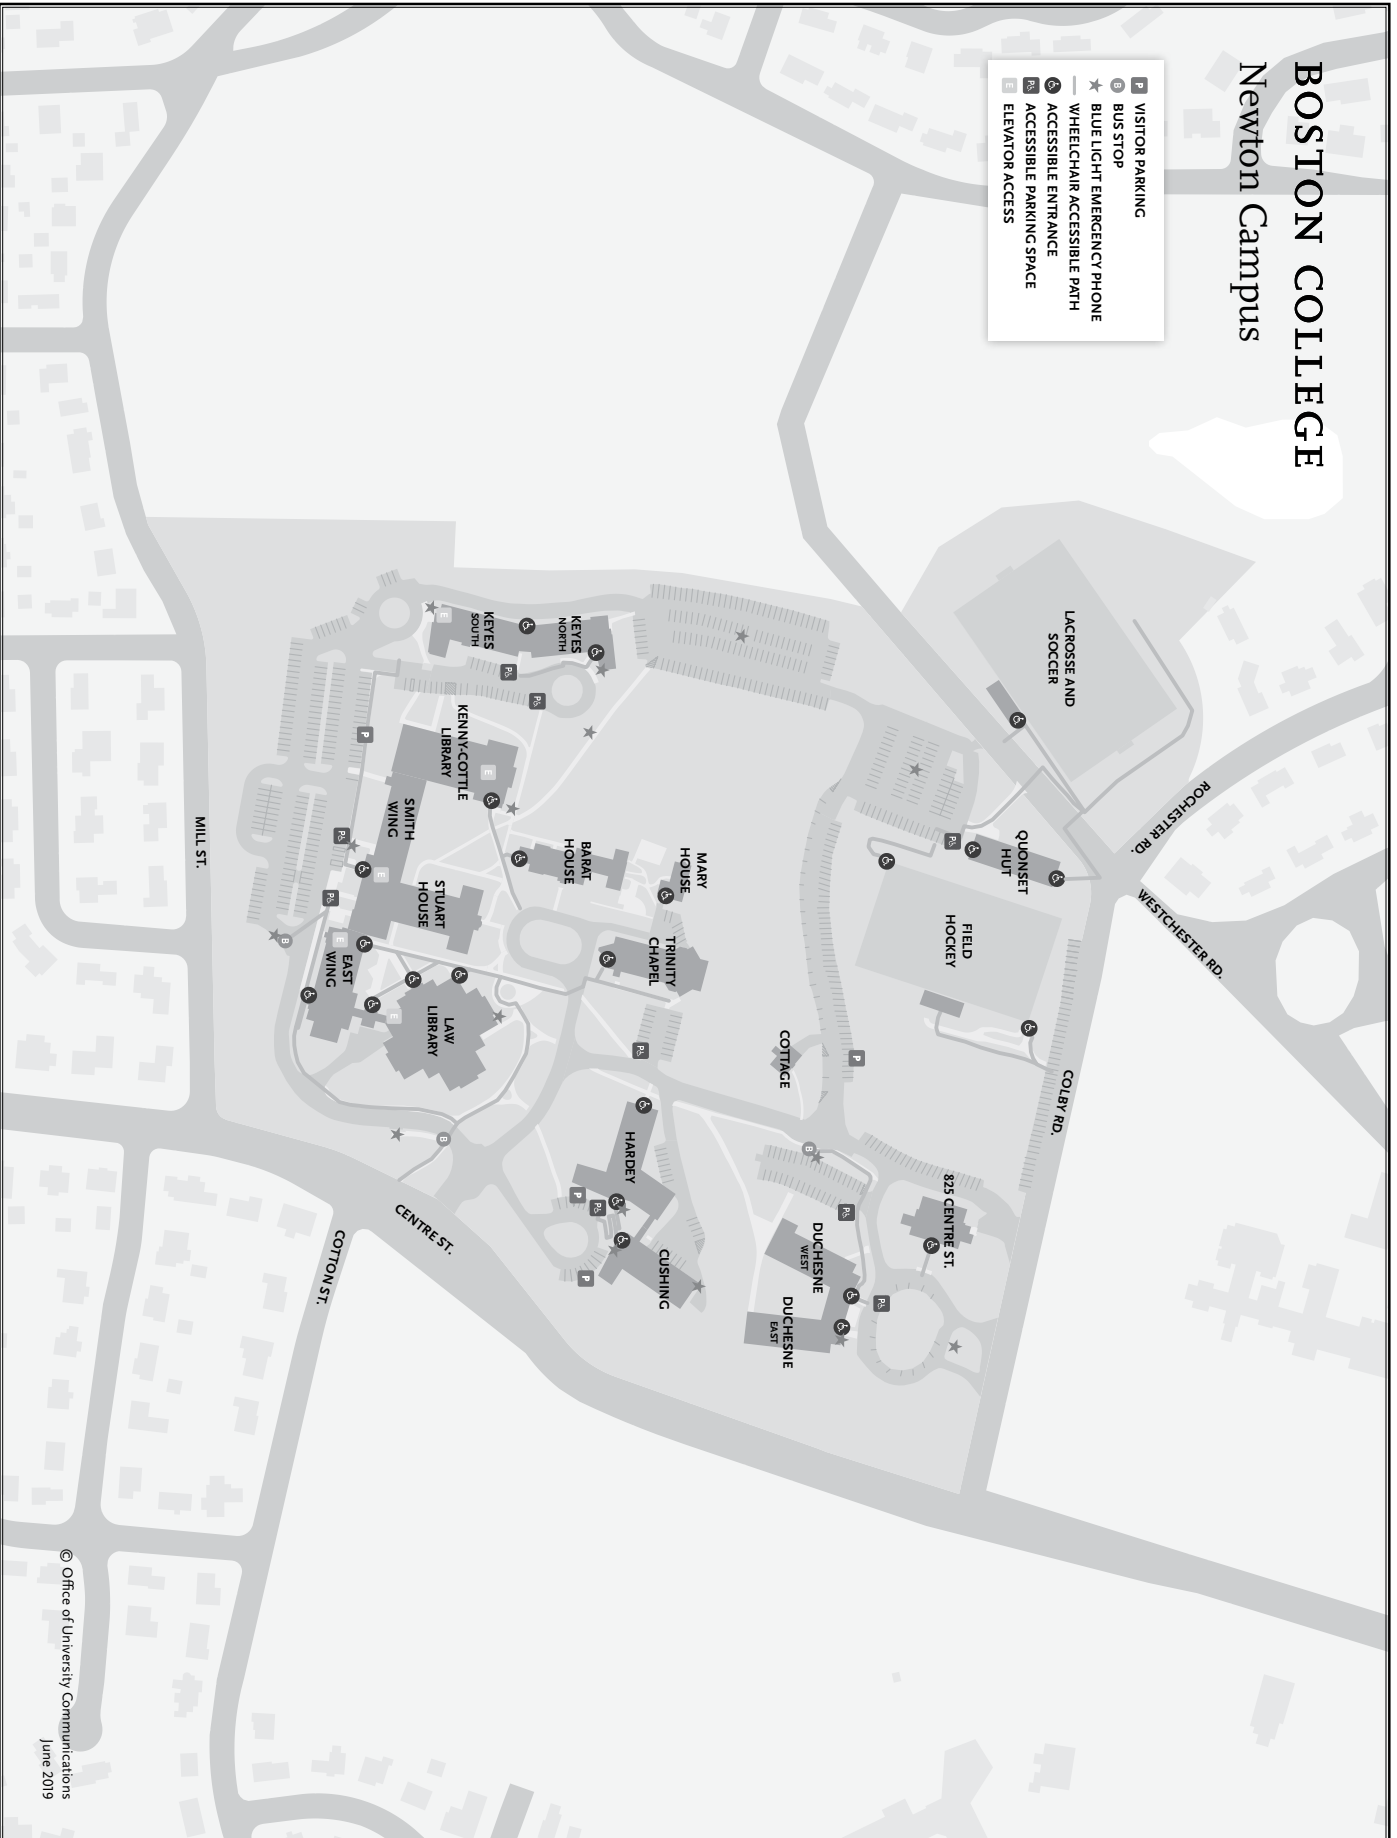 BOSTON COLLEGE
Newton Campus
P VISITOR PARKING
B BUS STOP
BLUE LIGHT EMERGENCY PHONE
WHEELCHAIR ACCESSIBLE PATH
ACCESSIBLE ENTRANCE
P ACCESSIBLE PARKING SPACE
E ELEVATOR ACCESS
LACROSSE AND
SOCCER
ROCHESTER RD.
WESTCHESTER RD.
QUONSET
HUT
FIELD
HOCKEY
COLBY RD.
825 CENTRE ST.
COTTAGE
DUCHESNE
WEST
DUCHESNE
EAST
MARY
HOUSE
TRINITY
CHAPEL
BARAT
HOUSE
HARDEY
CUSHING
KEYES
NORTH
KEYES
SOUTH
KENNY-COTTLE
LIBRARY
SMITH
WING
STUART
HOUSE
EAST
WING
LAW
LIBRARY
MILL ST.
CENTRE ST.
COTTON ST.
© Office of University Communications
June 2019